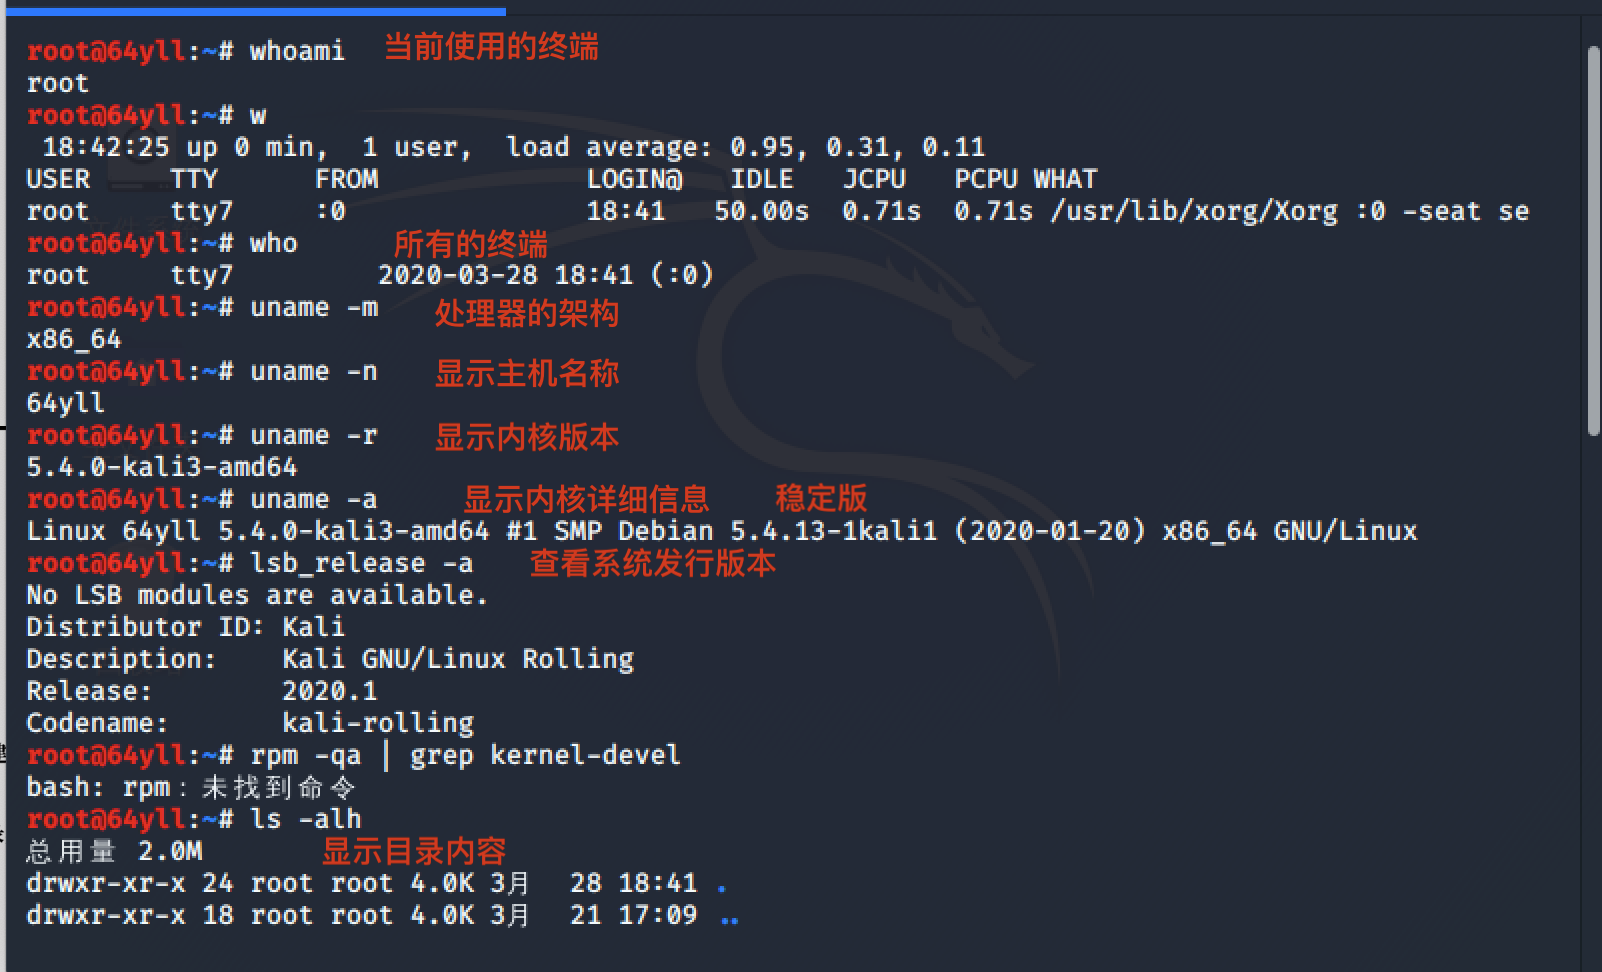 root@64yll:~# whoami 当前使用的终端
root
root@64yll:~# w
18:42:25 up 0 min, 1 user, load average: 0.95, 0.31, 0.11
USER TTY FROM LOGIN@ IDLE JCPU PCPU WHAT
root tty7 :0 18:41 50.00s 0.71s 0.71s /usr/lib/xorg/Xorg :0 -seat se
root@64yll:~# who 所有的终端
root tty7 2020-03-28 18:41 (:0)
root@64yll:~# uname -m 处理器的架构
x86_64
root@64yll:~# uname -n 显示主机名称
64yll
root@64yll:~# uname -r 显示内核版本
5.4.0-kali3-amd64
root@64yll:~# uname -a 显示内核详细信息 稳定版
Linux 64yll 5.4.0-kali3-amd64 #1 SMP Debian 5.4.13-1kali1 (2020-01-20) x86_64 GNU/Linux
root@64yll:~# lsb_release -a 查看系统发行版本
No LSB modules are available.
Distributor ID: Kali
Description: Kali GNU/Linux Rolling
Release: 2020.1
Codename: kali-rolling
root@64yll:~# rpm -qa | grep kernel-devel
bash: rpm：未找到命令
root@64yll:~# ls -alh
总用量 2.0M 显示目录内容
drwxr-xr-x 24 root root 4.0K 3月 28 18:41 .
drwxr-xr-x 18 root root 4.0K 3月 21 17:09 ..